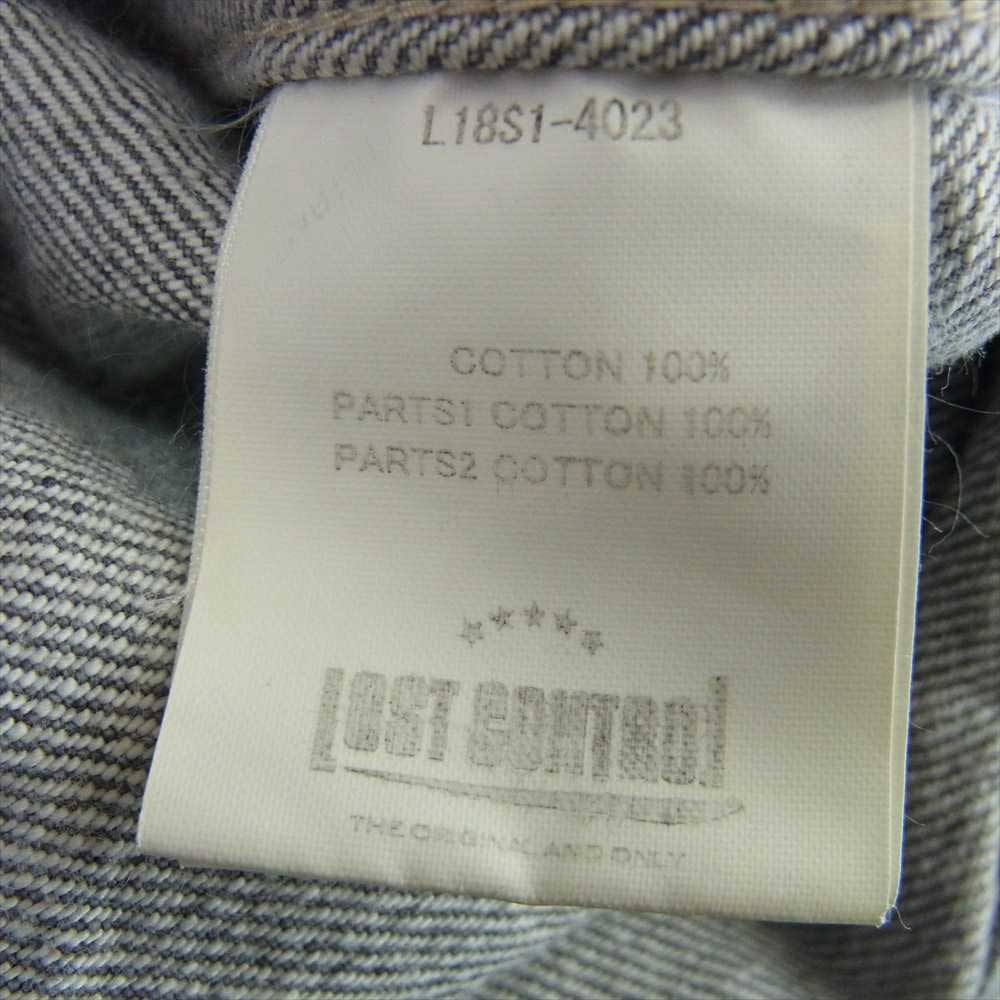 L18S1-4023
COTTON 100%
PARTS1 COTTON 100%
PARTS2 COTTON 100%
LOST CONTROL
THE ORIGINAL AND ONLY